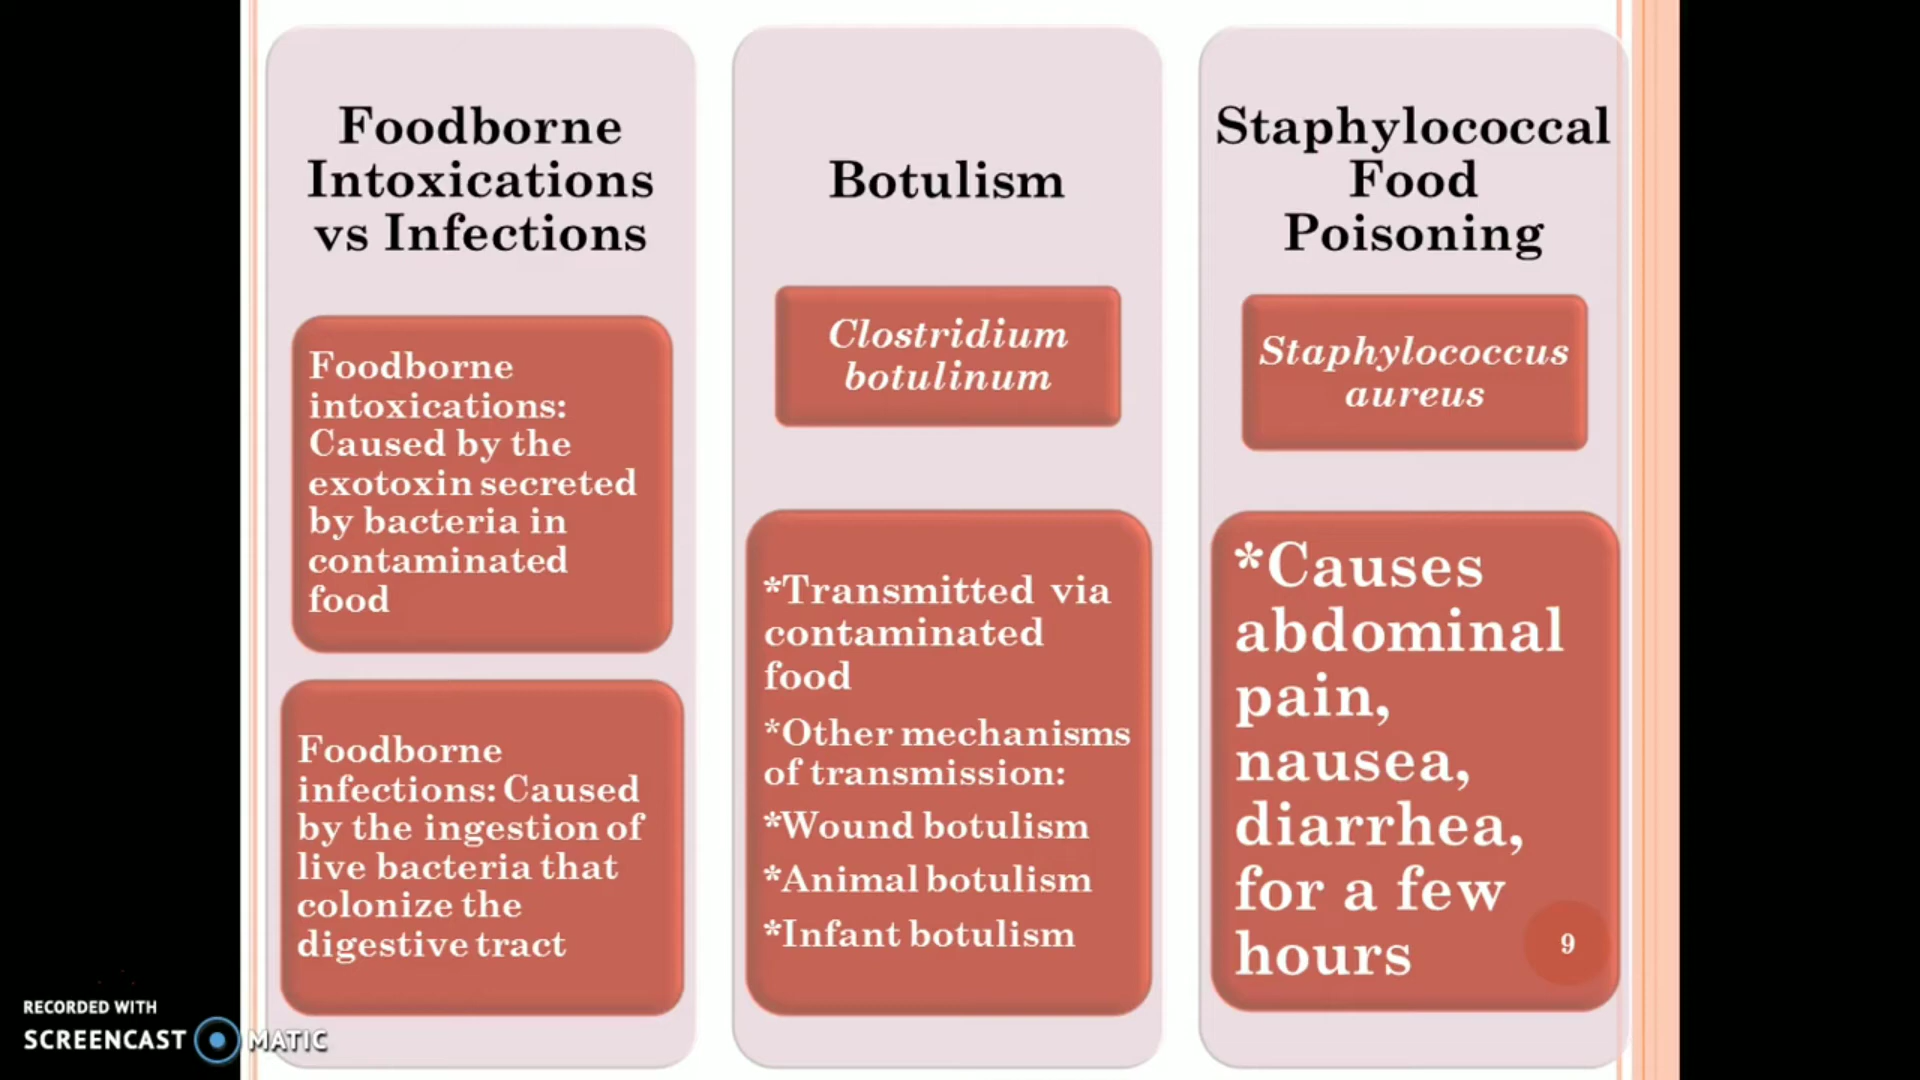 Foodborne
Intoxications
vs Infections
Foodborne
intoxications:
Caused by the
exotoxin secreted
by bacteria in
contaminated
food
Foodborne
infections: Caused
by the ingestion of
live bacteria that
colonize the
digestive tract
Botulism
Clostridium
botulinum
*Transmitted via
contaminated
food
*Other mechanisms
of transmission:
*Wound botulism
*Animal botulism
*Infant botulism
Staphylococcal
Food
Poisoning
Staphylococcus
aureus
*Causes
abdominal
pain,
nausea,
diarrhea,
for a few
hours
9
RECORDED WITH
SCREENCAST MATIC